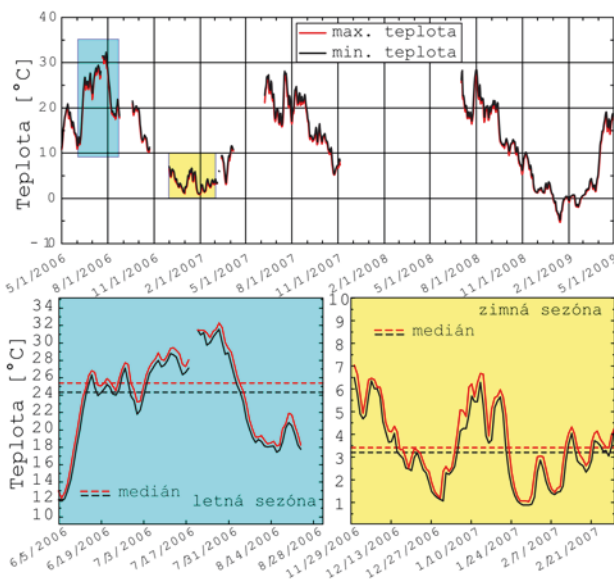 Teplota [°C]
40
30
20
10
0
-10
max. teplota
min. teplota
5/1/2006 8/1/2006 11/1/2006 2/1/2007 5/1/2007 8/1/2007 11/1/2007 2/1/2008 5/1/2008 8/1/2008 11/1/2008 2/1/2009 5/1/2009
Teplota [°C]
34
32
30
28
26
24
22
20
18
16
14
12
10
medián
letná sezóna
6/5/2006 6/19/2006 7/3/2006 7/17/2006 7/31/2006 8/14/2006 8/28/2006
10
9
8
7
6
5
4
3
2
1
zimná sezóna
medián
11/29/2006 12/13/2006 12/27/2006 1/10/2007 1/24/2007 2/7/2007 2/21/2007